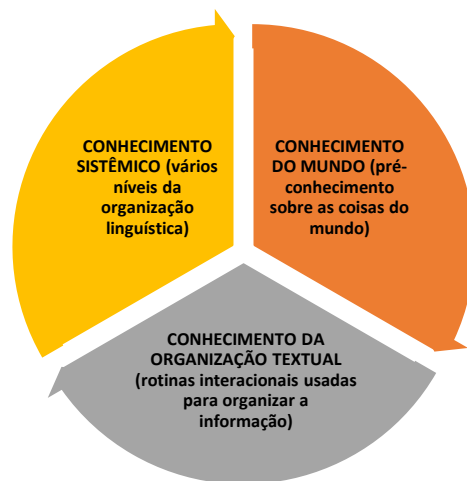 CONHECIMENTO
SISTÊMICO (vários
níveis da
organização
linguística)
CONHECIMENTO
DO MUNDO (pré-
conhecimento
sobre as coisas do
mundo)
CONHECIMENTO DA
ORGANIZAÇÃO TEXTUAL
(rotinas interacionais usadas
para organizar a
informação)